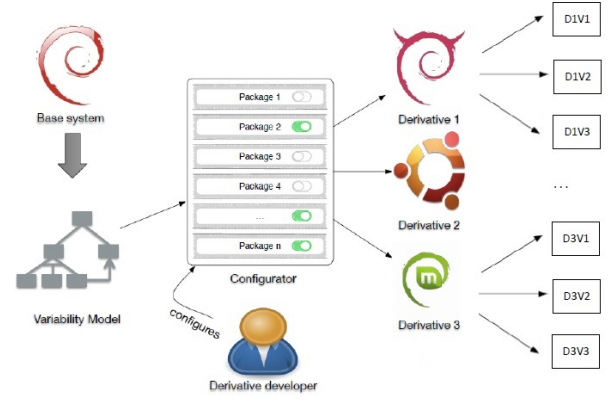 Base system
Variability Model
Package 1
Package 2
Package 3
Package 4
...
Package n
Configurator
configures
Derivative developer
Derivative 1
Derivative 2
Derivative 3
D1V1
D1V2
D1V3
...
D3V1
D3V2
D3V3